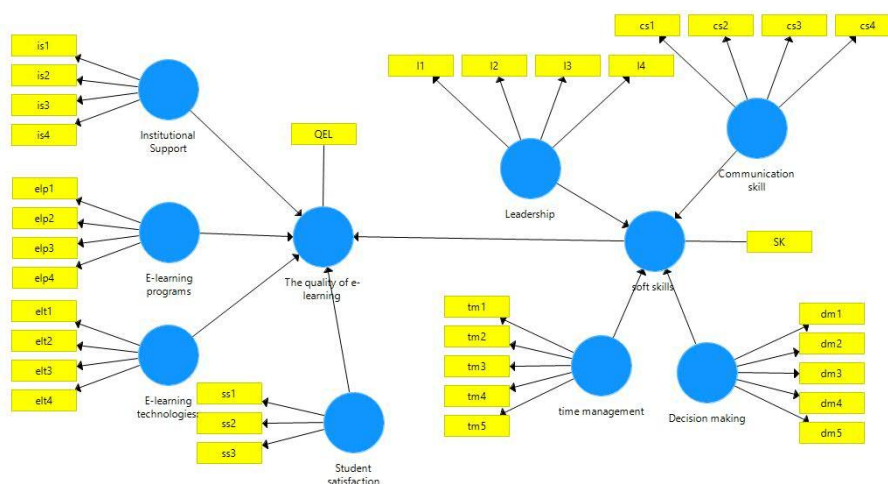 is1
is2
is3
is4
Institutional
Support
elp1
elp2
elp3
elp4
E-learning
programs
elt1
elt2
elt3
elt4
E-learning
technologies
QEL
The quality of e-
learning
ss1
ss2
ss3
Student
satisfaction
l1
l2
l3
l4
Leadership
cs1
cs2
cs3
cs4
Communication
skill
SK
soft skills
tm1
tm2
tm3
tm4
tm5
time management
dm1
dm2
dm3
dm4
dm5
Decision making